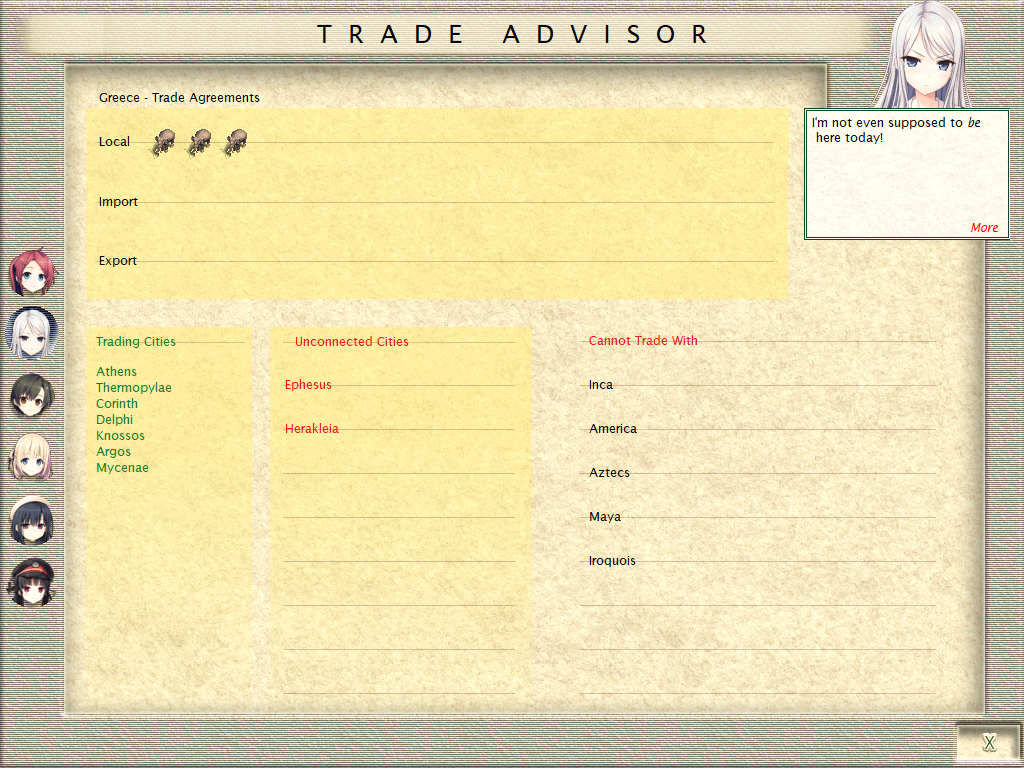 TRADE ADVISOR
I'm not even supposed to be
here today!
More
Greece - Trade Agreements
Local
Import
Export
Trading Cities
Athens
Thermopylae
Corinth
Delphi
Knossos
Argos
Mycenae
Unconnected Cities
Ephesus
Herakleia
Cannot Trade With
Inca
America
Aztecs
Maya
Iroquois
X